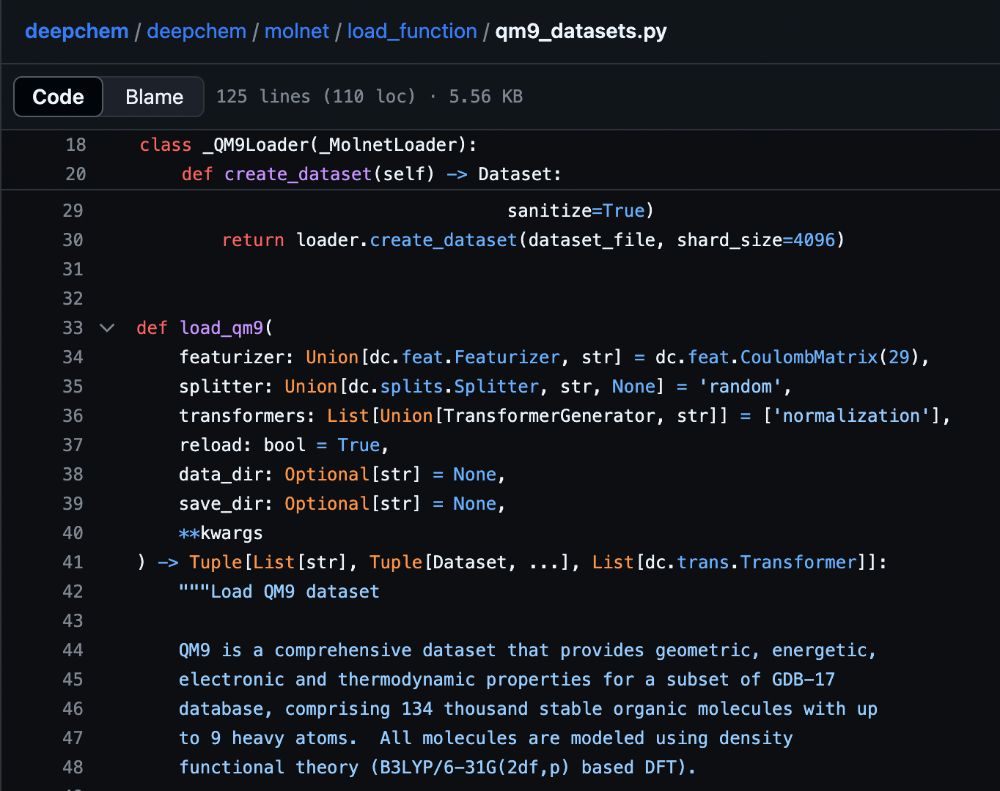 deepchem / deepchem / molnet / load_function / qm9_datasets.py
Code Blame 125 lines (110 loc) · 5.56 KB
18 class _QM9Loader(_MolnetLoader):
20 def create_dataset(self) -> Dataset:
29 sanitize=True)
30 return loader.create_dataset(dataset_file, shard_size=4096)
31
32
33 def load_qm9(
34 featurizer: Union[dc.feat.Featurizer, str] = dc.feat.CoulombMatrix(29),
35 splitter: Union[dc.splits.Splitter, str, None] = 'random',
36 transformers: List[Union[TransformerGenerator, str]] = ['normalization'],
37 reload: bool = True,
38 data_dir: Optional[str] = None,
39 save_dir: Optional[str] = None,
40 **kwargs
41 ) -> Tuple[List[str], Tuple[Dataset, ...], List[dc.trans.Transformer]]:
42 """Load QM9 dataset
43
44 QM9 is a comprehensive dataset that provides geometric, energetic,
45 electronic and thermodynamic properties for a subset of GDB-17
46 database, comprising 134 thousand stable organic molecules with up
47 to 9 heavy atoms.  All molecules are modeled using density
48 functional theory (B3LYP/6-31G(2df,p) based DFT).